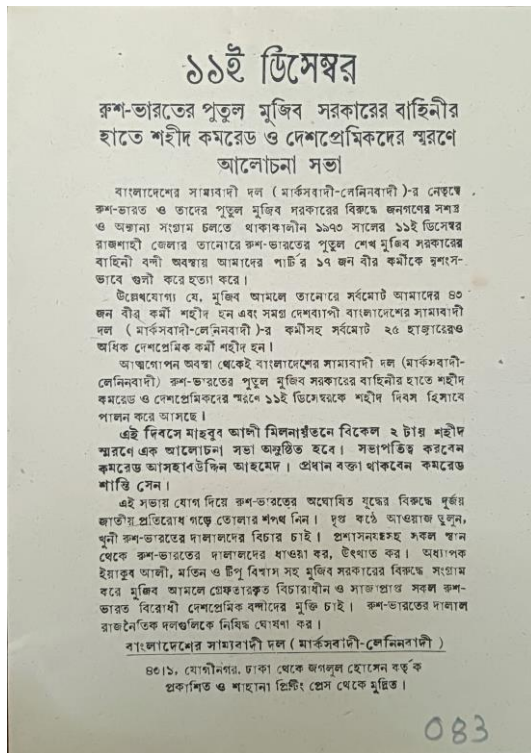 ১১ই ডিসেম্বর
রুশ-ভারতের পুতুল মুজিব সরকারের বাহিনীর
হাতে শহীদ কমরেড ও দেশপ্রেমিকদের স্মরণে
আলোচনা সভা
বাংলাদেশের সাম্যবাদী দল ( মার্কসবাদী-লেনিনবাদী )-র নেতৃত্বে
রুশ-ভারত ও তাদের পুতুল মুজিব সরকারের বিরুদ্ধে জনগণের সশস্ত্র
ও অন্যান্য সংগ্রাম চলতে থাকাকালীন ১৯৭৩ সালের ১১ই ডিসেম্বর
রাজশাহী জেলার তানোরে রুশ-ভারতের পুতুল শেখ মুজিব সরকারের
বাহিনী বন্দী অবস্থায় আমাদের পার্টির ১৭ জন বীর কর্মীকে নৃশংস-
ভাবে গুলী করে হত্যা করে।
উল্লেখযোগ্য যে, মুজিব আমলে তানোরে সর্বমোট আমাদের ৪৩
জন বীর কর্মী শহীদ হন এবং সমগ্র দেশব্যাপী বাংলাদেশের সাম্যবাদী
দল ( মার্কসবাদী-লেনিনবাদী )-র কর্মীসহ সর্বমোট ২৫ হাজারেরও
অধিক দেশপ্রেমিক কর্মী শহীদ হন।
আত্মগোপন অবস্থা থেকেই বাংলাদেশের সাম্যবাদী দল (মার্কসবাদী-
লেনিনবাদী) রুশ-ভারতের পুতুল মুজিব সরকারের বাহিনীর হাতে শহীদ
কমরেড ও দেশপ্রেমিকদের স্মরণে ১১ই ডিসেম্বরকে শহীদ দিবস হিসাবে
পালন করে আসছে।
এই দিবসে মাহবুব আলী মিলনায়তনে বিকেল ২ টায় শহীদ
স্মরণে এক আলোচনা সভা অনুষ্ঠিত হবে। সভাপতিত্ব করবেন
কমরেড আসহাবউদ্দিন আহমেদ। প্রধান বক্তা থাকবেন কমরেড
শান্তি সেন।
এই সভায় যোগ দিয়ে রুশ-ভারতের অঘোষিত যুদ্ধের বিরুদ্ধে দুর্জয়
জাতীয় প্রতিরোধ গড়ে তোলার শপথ নিন। দৃপ্ত কণ্ঠে আওয়াজ তুলুন,
খুনী রুশ-ভারতের দালালদের বিচার চাই। প্রশাসনযন্ত্রসহ সকল স্থান
থেকে রুশ-ভারতের দালালদের ধাওয়া কর, উৎখাত কর। অধ্যাপক
ইয়াকুব আলী, মতিন ও টিপু বিশ্বাস সহ মুজিব সরকারের বিরুদ্ধে সংগ্রাম
করে মুজিব আমলে গ্রেফতারকৃত বিচারাধীন ও সাজাপ্রাপ্ত সকল রুশ-
ভারত বিরোধী দেশপ্রেমিক বন্দীদের মুক্তি চাই। রুশ-ভারতের দালাল
রাজনৈতিক দলগুলিকে নিষিদ্ধ ঘোষণা কর।
বাংলাদেশের সাম্যবাদী দল ( মার্কসবাদী-লেনিনবাদী )
৪৩।১, যোগীনগর, ঢাকা থেকে জগলুল হোসেন কর্তৃক
প্রকাশিত ও শাহানা প্রিন্টিং প্রেস থেকে মুদ্রিত।
083